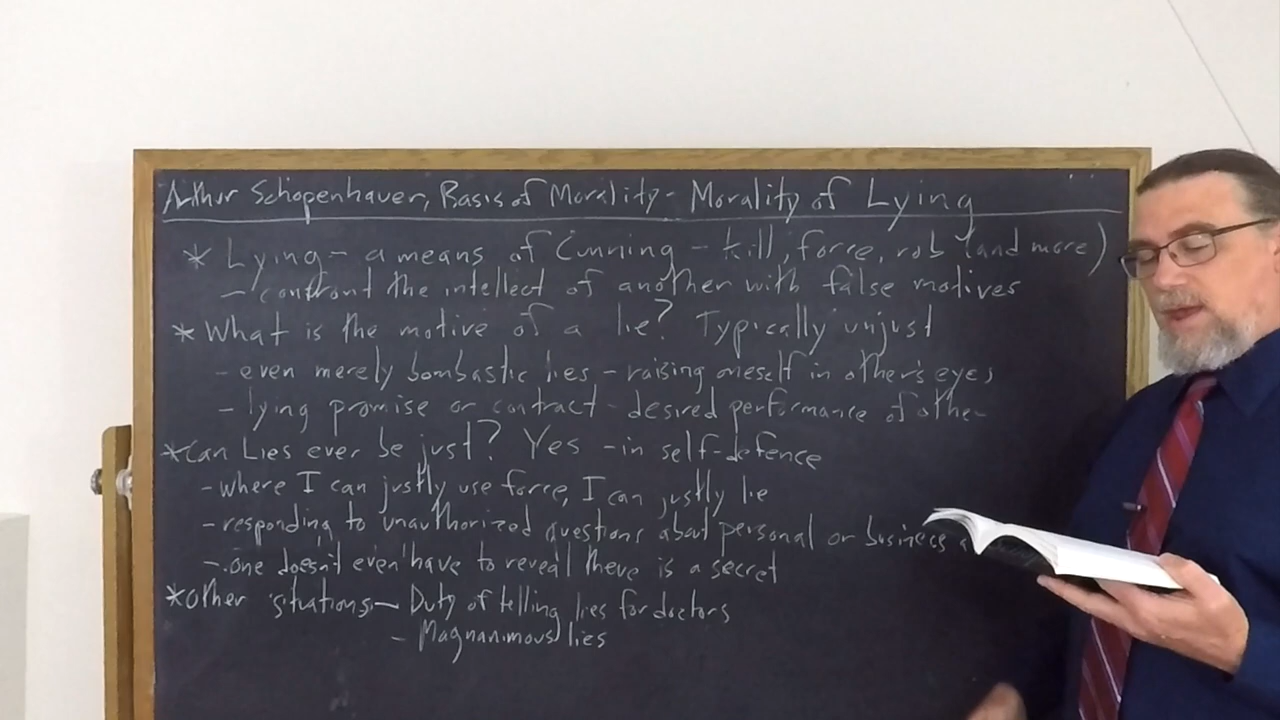 Arthur Schopenhauer, Basis of Morality - Morality of Lying
* Lying - a means of Cunning - kill, force, rob (and more)
- confront the intellect of another with false motives
* What is the motive of a lie? Typically unjust
- even merely bombastic lies - raising oneself in other's eyes
- lying promise or contract - desired performance of othe
* Can Lies ever be just? Yes - in self-defence
- where I can justly use force, I can justly lie
- responding to unauthorized questions about personal or business a
- one doesn't even have to reveal there is a secret
* Other situations - Duty of telling lies for doctors
- Magnanimous lies